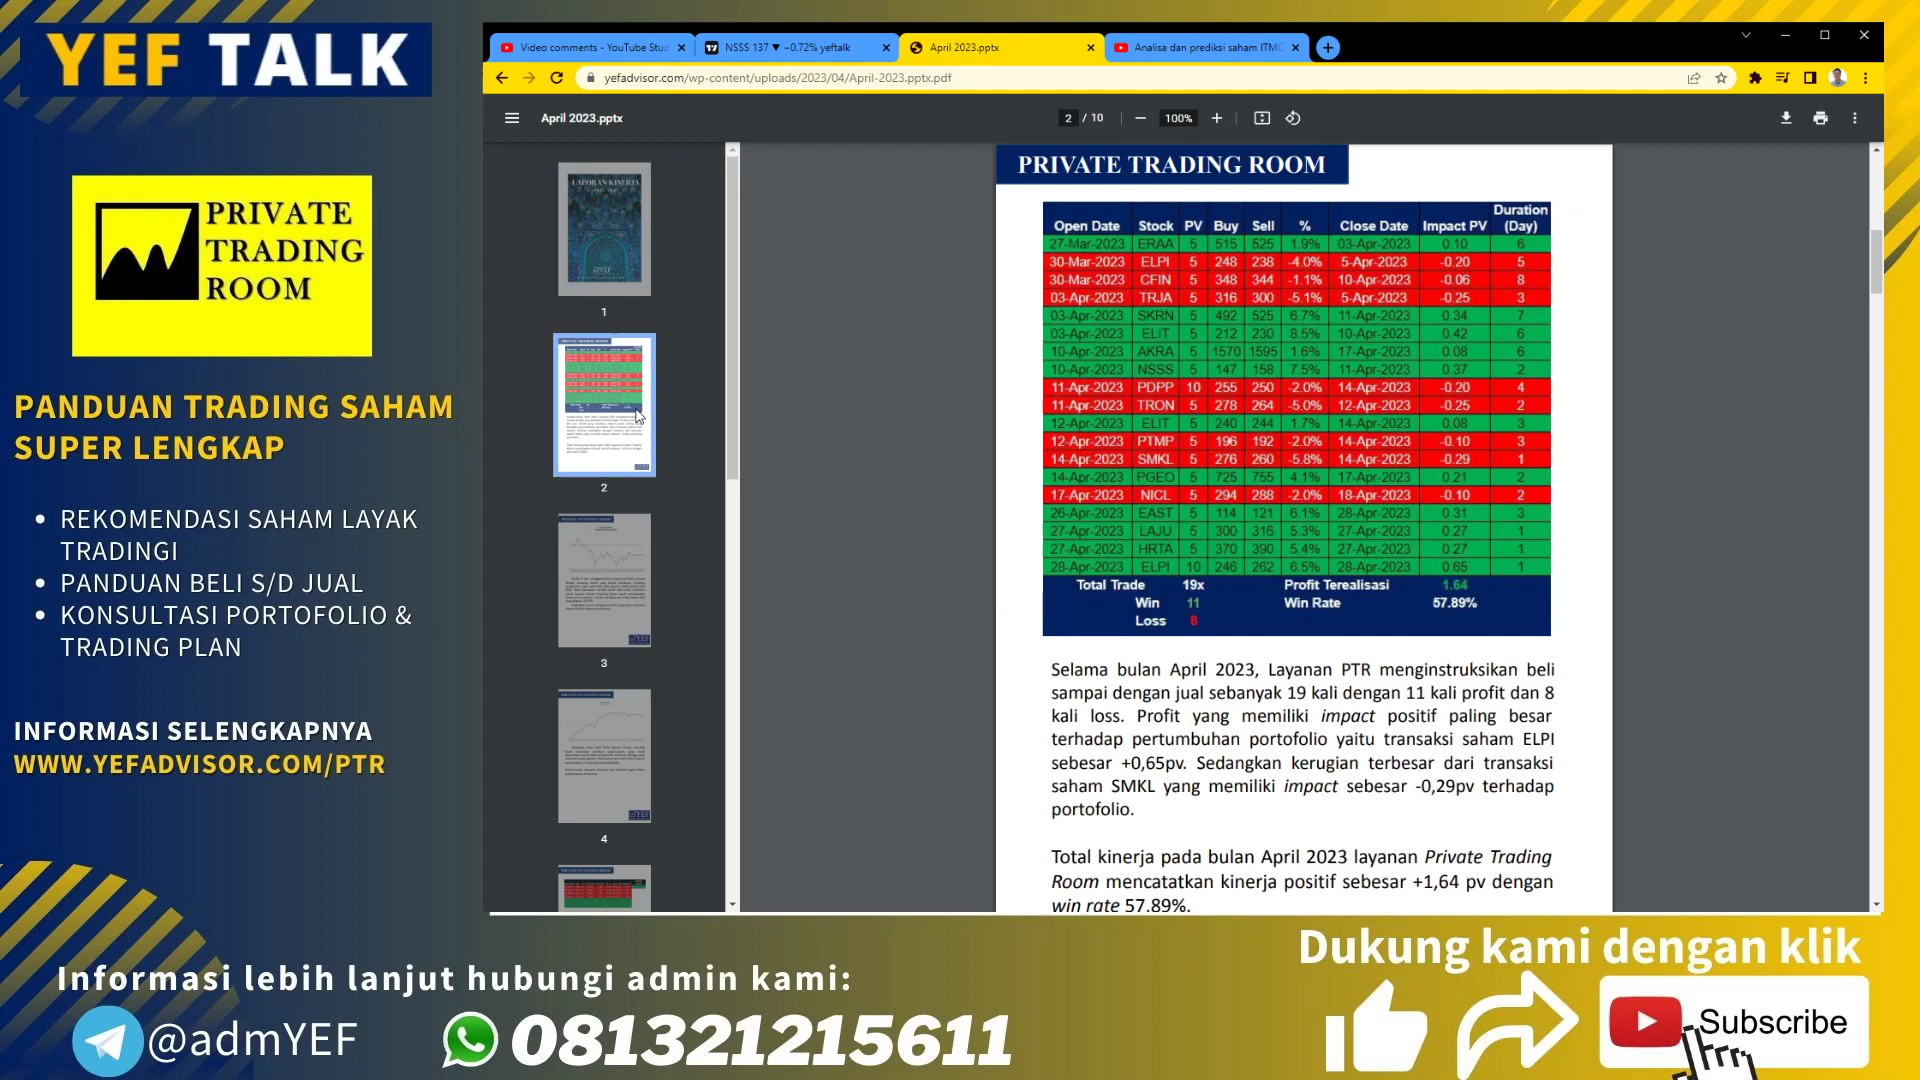 YEF TALK
PRIVATE
TRADING
ROOM
PANDUAN TRADING SAHAM
SUPER LENGKAP
REKOMENDASI SAHAM LAYAK
TRADINGI
PANDUAN BELI S/D JUAL
KONSULTASI PORTOFOLIO &
TRADING PLAN
INFORMASI SELENGKAPNYA
WWW.YEFADVISOR.COM/PTR
Video comments - YouTube Stud
NSSS 137 ▼ −0.72% yeftalk
April 2023.pptx
Analisa dan prediksi saham ITMG
yefadvisor.com/wp-content/uploads/2023/04/April-2023.pptx.pdf
April 2023.pptx
2 / 10
100%
LAPORAN KINERJA
1
2
3
4
PRIVATE TRADING ROOM
Open Date Stock PV Buy Sell % Close Date Impact PV Duration (Day)
27-Mar-2023 ERAA 5 515 525 1.9% 03-Apr-2023 0.10 6
30-Mar-2023 ELPI 5 248 238 -4.0% 5-Apr-2023 -0.20 5
30-Mar-2023 CFIN 5 348 344 -1.1% 10-Apr-2023 -0.06 8
03-Apr-2023 TRJA 5 316 300 -5.1% 5-Apr-2023 -0.25 3
03-Apr-2023 SKRN 5 492 525 6.7% 11-Apr-2023 0.34 7
03-Apr-2023 ELIT 5 212 230 8.5% 10-Apr-2023 0.42 6
10-Apr-2023 AKRA 5 1570 1595 1.6% 17-Apr-2023 0.08 6
10-Apr-2023 NSSS 5 147 158 7.5% 11-Apr-2023 0.37 2
11-Apr-2023 PDPP 10 255 250 -2.0% 14-Apr-2023 -0.20 4
11-Apr-2023 TRON 5 278 264 -5.0% 12-Apr-2023 -0.25 2
12-Apr-2023 ELIT 5 240 244 1.7% 14-Apr-2023 0.08 3
12-Apr-2023 PTMP 5 196 192 -2.0% 14-Apr-2023 -0.10 3
14-Apr-2023 SMKL 5 276 260 -5.8% 14-Apr-2023 -0.29 1
14-Apr-2023 PGEO 5 725 755 4.1% 17-Apr-2023 0.21 2
17-Apr-2023 NICL 5 294 288 -2.0% 18-Apr-2023 -0.10 2
26-Apr-2023 EAST 5 114 121 6.1% 28-Apr-2023 0.31 3
27-Apr-2023 LAJU 5 300 316 5.3% 27-Apr-2023 0.27 1
27-Apr-2023 HRTA 5 370 390 5.4% 27-Apr-2023 0.27 1
28-Apr-2023 ELPI 10 246 262 6.5% 28-Apr-2023 0.65 1
Total Trade 19x Profit Terealisasi 1.64
Win 11 Win Rate 57.89%
Loss 8
Selama bulan April 2023, Layanan PTR menginstruksikan beli
sampai dengan jual sebanyak 19 kali dengan 11 kali profit dan 8
kali loss. Profit yang memiliki impact positif paling besar
terhadap pertumbuhan portofolio yaitu transaksi saham ELPI
sebesar +0,65pv. Sedangkan kerugian terbesar dari transaksi
saham SMKL yang memiliki impact sebesar -0,29pv terhadap
portofolio.
Total kinerja pada bulan April 2023 layanan Private Trading
Room mencatatkan kinerja positif sebesar +1,64 pv dengan
win rate 57.89%.
Informasi lebih lanjut hubungi admin kami:
@admYEF
081321215611
Dukung kami dengan klik
Subscribe